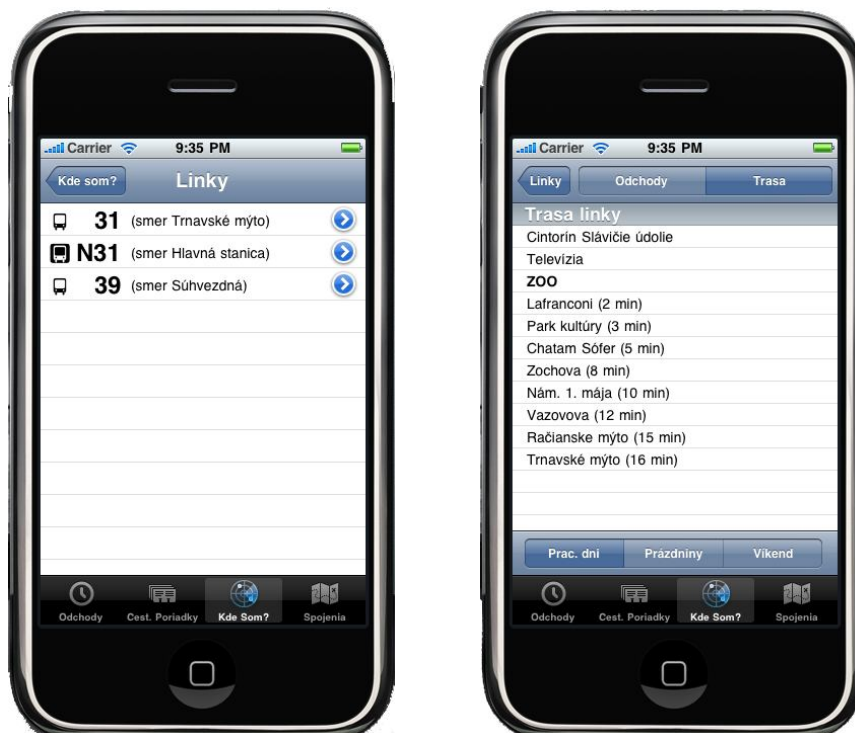 Carrier 9:35 PM
Kde som? Linky
31 (smer Trnavské mýto)
N31 (smer Hlavná stanica)
39 (smer Súhvezdná)
Odchody Cest. Poriadky Kde Som? Spojenia
Carrier 9:35 PM
Linky Odchody Trasa
Trasa linky
Cintorín Slávičie údolie
Televízia
ZOO
Lafranconi (2 min)
Park kultúry (3 min)
Chatam Sófer (5 min)
Zochova (8 min)
Nám. 1. mája (10 min)
Vazovova (12 min)
Račianske mýto (15 min)
Trnavské mýto (16 min)
Prac. dni Prázdniny Víkend
Odchody Cest. Poriadky Kde Som? Spojenia